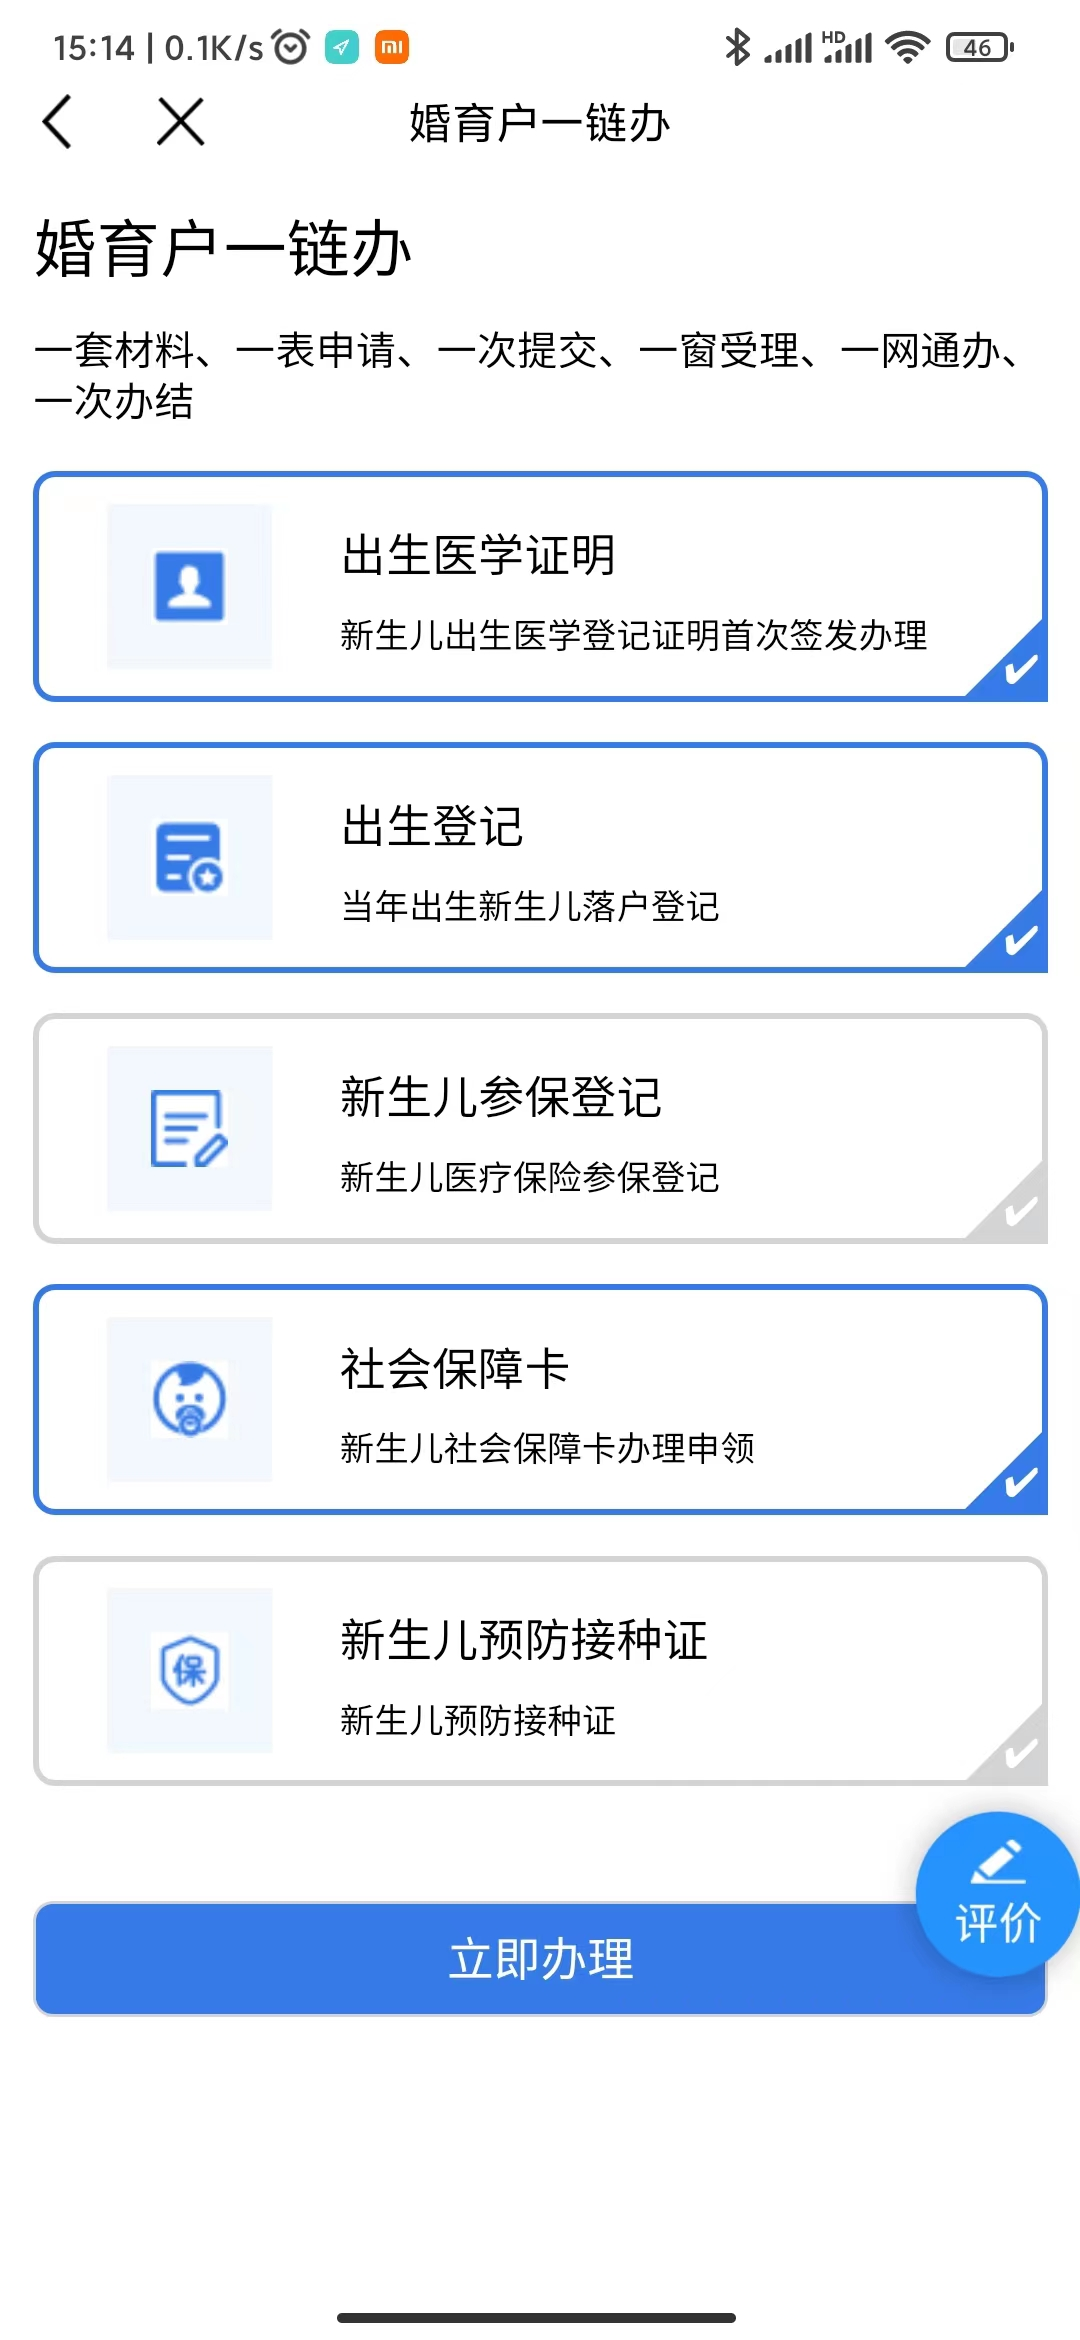 15:14 | 0.1K/s
HD
46
婚育户一链办
婚育户一链办
一套材料、一表申请、一次提交、一窗受理、一网通办、
一次办结
出生医学证明
新生儿出生医学登记证明首次签发办理
出生登记
当年出生新生儿落户登记
新生儿参保登记
新生儿医疗保险参保登记
社会保障卡
新生儿社会保障卡办理申领
保
新生儿预防接种证
新生儿预防接种证
评价
立即办理